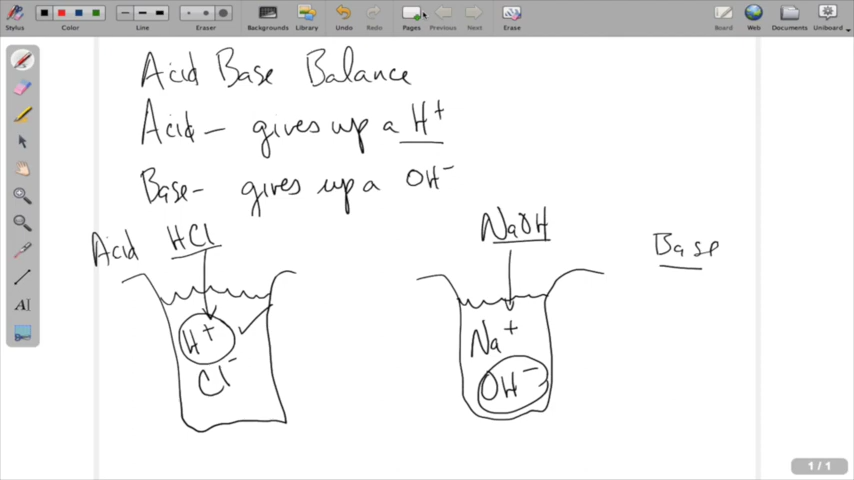 Stylus Color Line Eraser Backgrounds Library Undo Redo Pages Previous Next Erase Board Web Documents Uniboard
Acid Base Balance
Acid – gives up a H+
Base – gives up a OH-
Acid HCl NaOH Base
H+ Na+
Cl- OH-
1 / 1